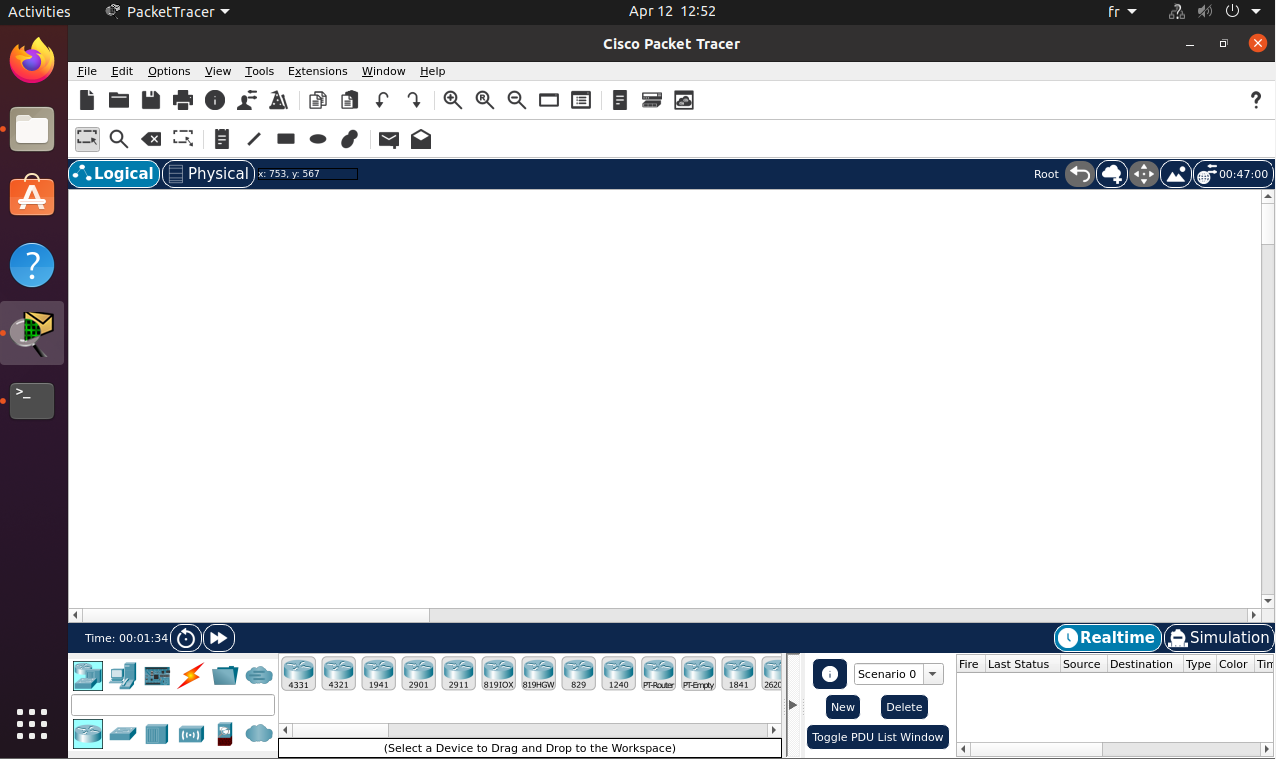 Activities PacketTracer Apr 12 12:52 fr
Cisco Packet Tracer
File Edit Options View Tools Extensions Window Help
Logical Physical x: 753, y: 567 Root 00:47:00
Time: 00:01:34 Realtime Simulation
4331 4321 1941 2901 2911 819IOX 819HGW 829 1240 PT-Router PT-Empty 1841 2620
Scenario 0
Fire Last Status Source Destination Type Color Tim
New Delete
Toggle PDU List Window
(Select a Device to Drag and Drop to the Workspace)